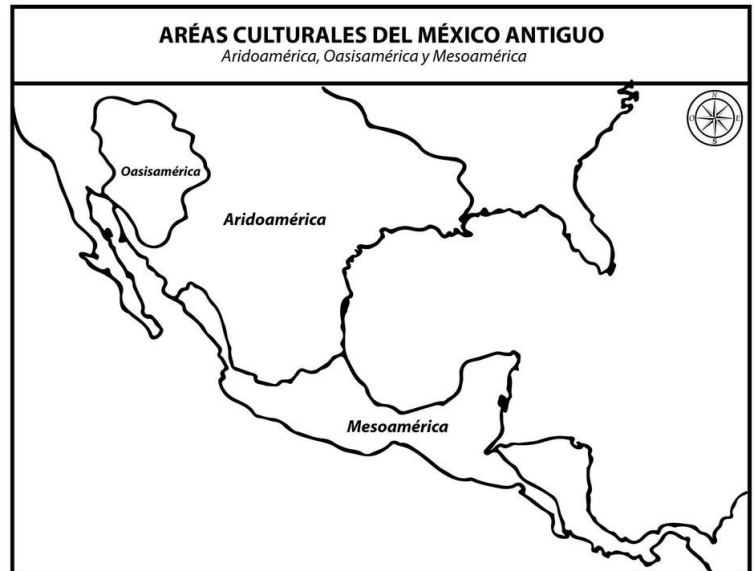 ARÉAS CULTURALES DEL MÉXICO ANTIGUO
Aridoamérica, Oasisamérica y Mesoamérica
N
O
E
S
Oasisamérica
Aridoamérica
Mesoamérica